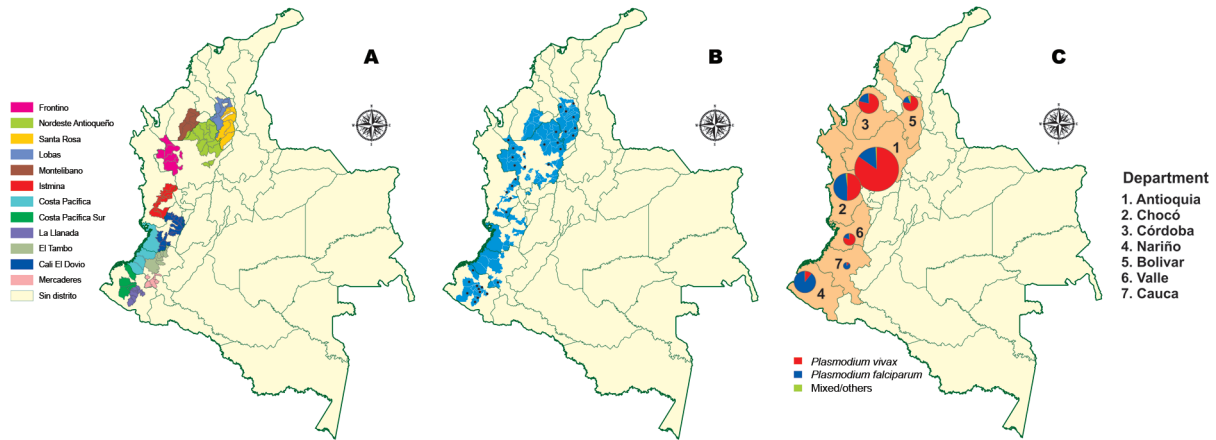 A
B
C
Frontino
Nordeste Antioqueño
Santa Rosa
Lobas
Montelibano
Istmina
Costa Pacifica
Costa Pacifica Sur
La Llanada
El Tambo
Cali El Dovio
Mercaderes
Sin distrito
3
5
1
2
6
7
4
Department
1. Antioquia
2. Chocó
3. Córdoba
4. Nariño
5. Bolivar
6. Valle
7. Cauca
Plasmodium vivax
Plasmodium falciparum
Mixed/others